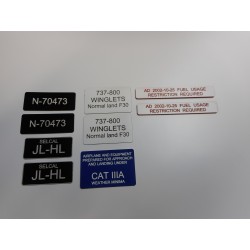 N-70473
N-70473
SELCAL
JL-HL
SELCAL
JL-HL
737-800
WINGLETS
Normal land F30
737-800
WINGLETS
Normal land F30
AIRPLANE AND EQUIPMENT
PREPARED FOR APPROACH
AND LANDING UNDER
CAT IIIA
WEATHER MINIMA
AD 2002-10-25 FUEL USAGE
RESTRICTION REQUIRED
AD 2002-10-25 FUEL USAGE
RESTRICTION REQUIRED